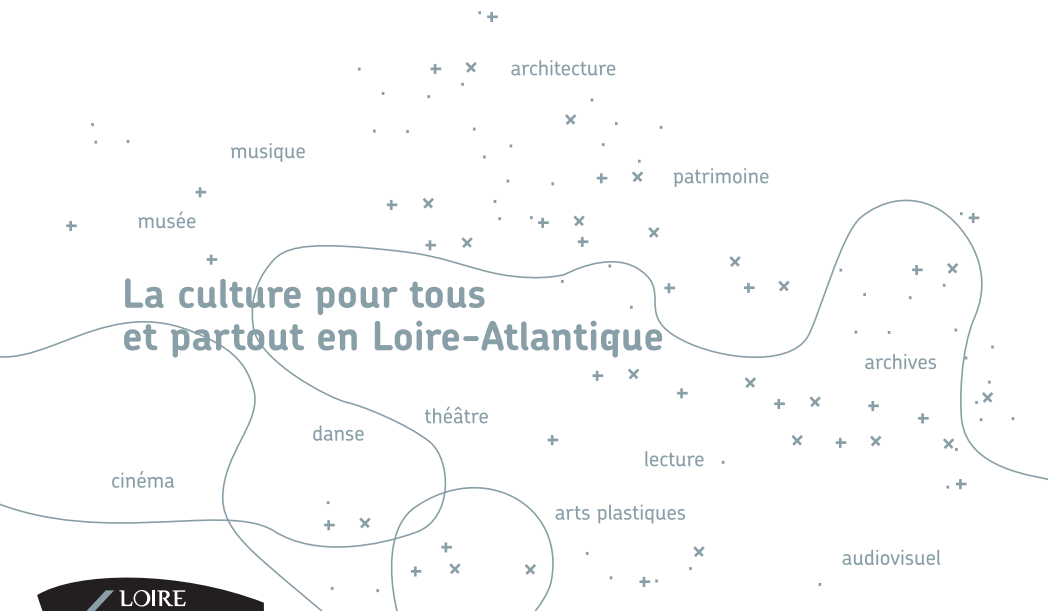 architecture
musique
patrimoine
musée
La culture pour tous
et partout en Loire-Atlantique
archives
théâtre
danse
lecture
cinéma
arts plastiques
audiovisuel
LOIRE